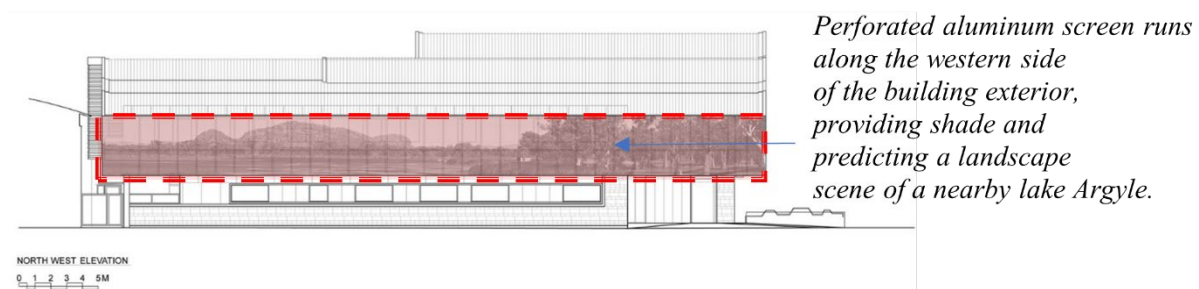 Perforated aluminum screen runs
along the western side
of the building exterior,
providing shade and
predicting a landscape
scene of a nearby lake Argyle.
NORTH WEST ELEVATION
0 1 2 3 4 5M